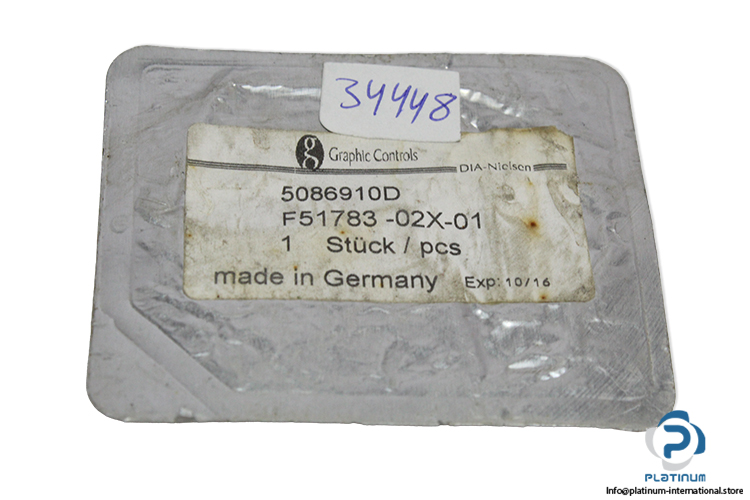 34448
g Graphic Controls
DIA-Nielsen
5086910D
F51783 -02X-01
1 Stück / pcs
made in Germany Exp: 10/16
PLATINUM
Info@platinum-international.store